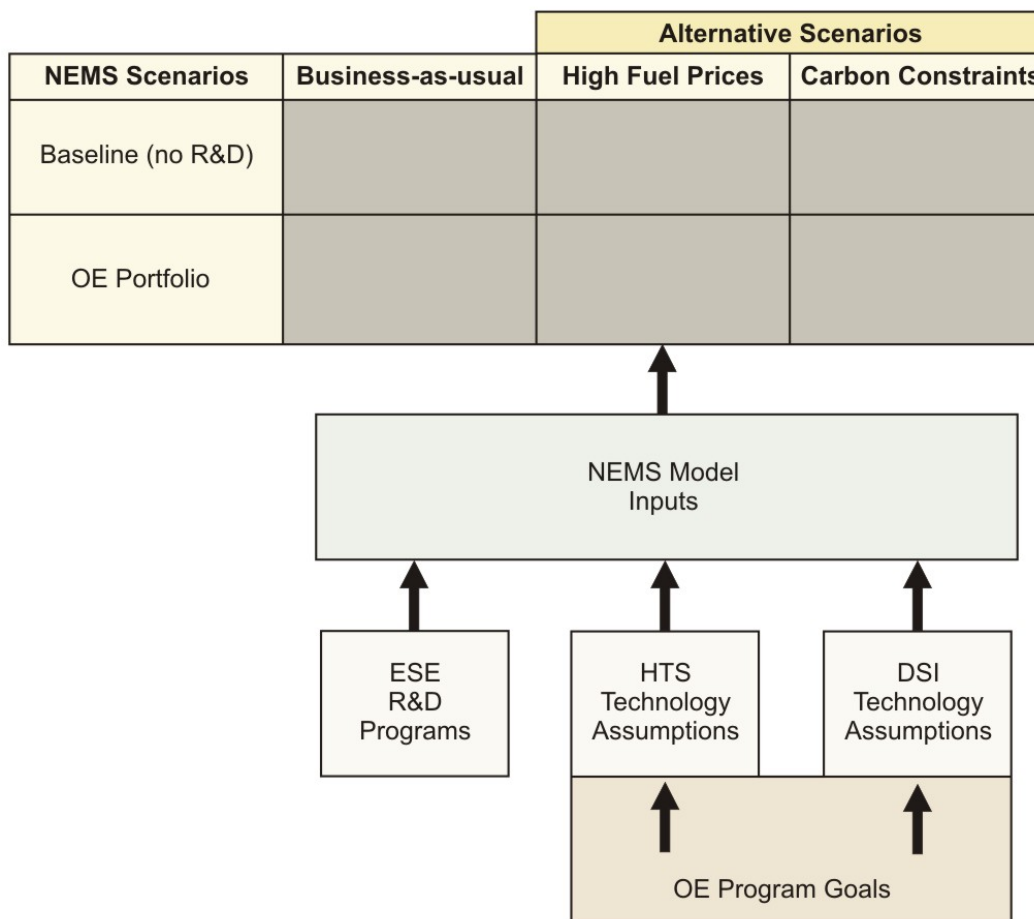 Alternative Scenarios
NEMS Scenarios Business-as-usual High Fuel Prices Carbon Constraints
Baseline (no R&D)
OE Portfolio
NEMS Model
Inputs
ESE
R&D
Programs
HTS
Technology
Assumptions
DSI
Technology
Assumptions
OE Program Goals